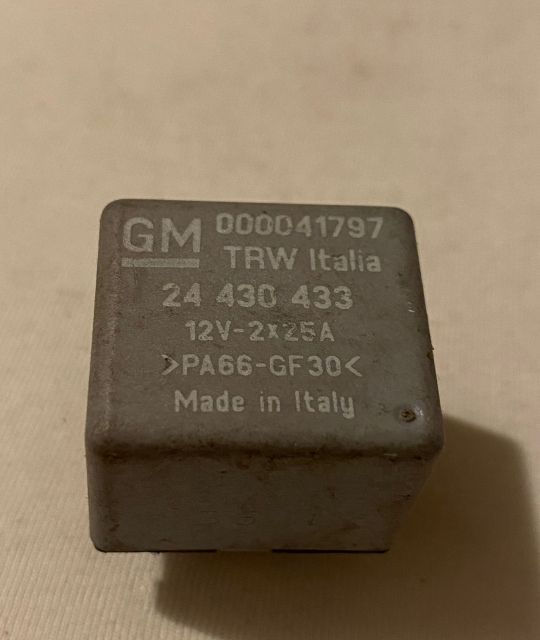 GM 000041797
TRW Italia
24 430 433
12V-2x25A
>PA66-GF30<
Made in Italy